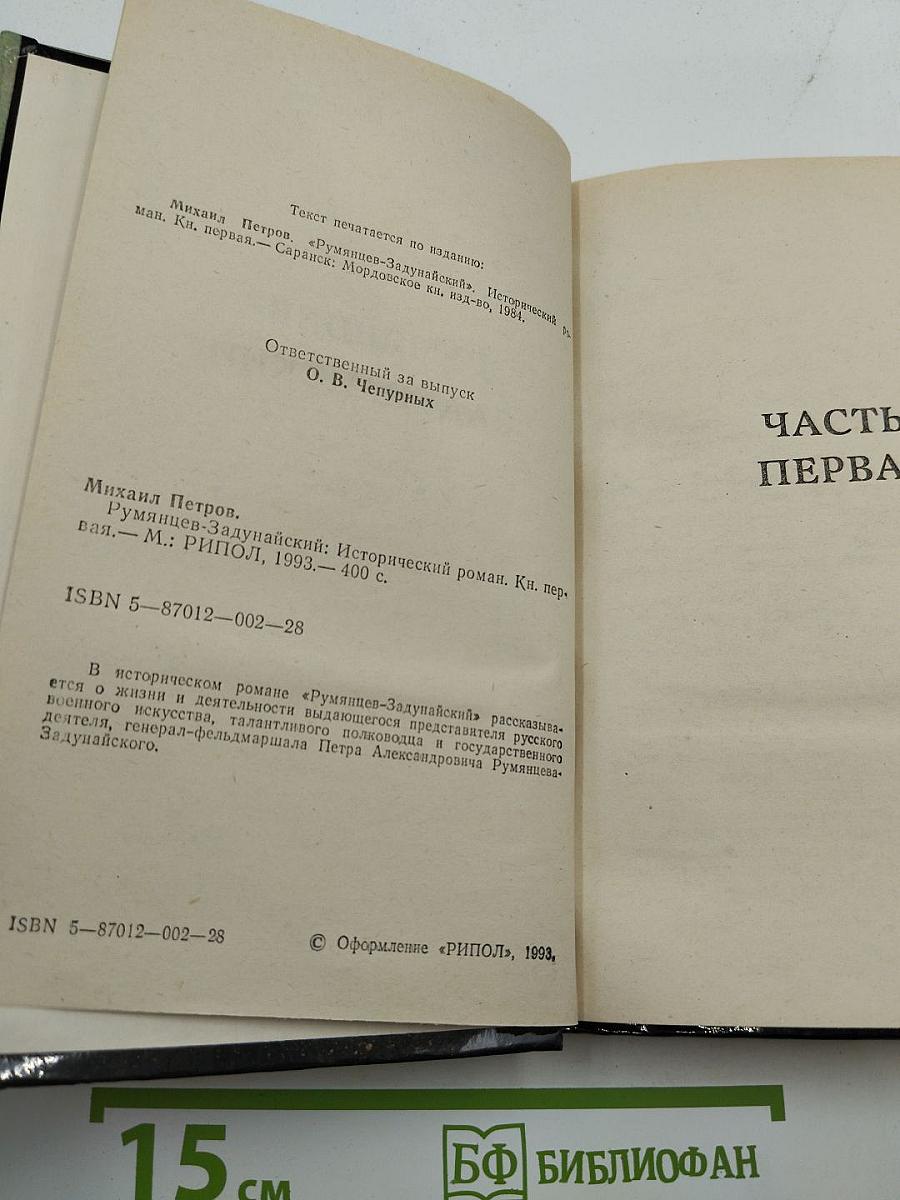 Текст печатается по изданию:
Михаил Петров. «Румянцев-Задунайский». Исторический ро-
ман. Кн. первая.— Саранск: Мордовское кн. изд-во, 1984.
Ответственный за выпуск
О. В. Чепурных
Михаил Петров.
Румянцев-Задунайский: Исторический роман. Кн. пер-
вая.— М.: РИПОЛ, 1993.— 400 с.
ISBN 5—87012—002—28
В историческом романе «Румянцев-Задунайский» рассказыва-
ется о жизни и деятельности выдающегося представителя русского
военного искусства, талантливого полководца и государственного
деятеля, генерал-фельдмаршала Петра Александровича Румянцева-
Задунайского.
ISBN 5—87012—002—28
© Оформление «РИПОЛ», 1993.
ЧАСТЬ
ПЕРВА
15 см
БФ БИБЛИОФАН